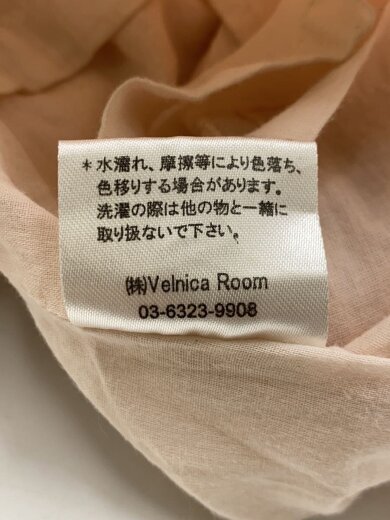 ＊水濡れ、摩擦等により色落ち、
色移りする場合があります。
洗濯の際は他の物と一緒に
取り扱ないで下さい。
㈱Velnica Room
03-6323-9908